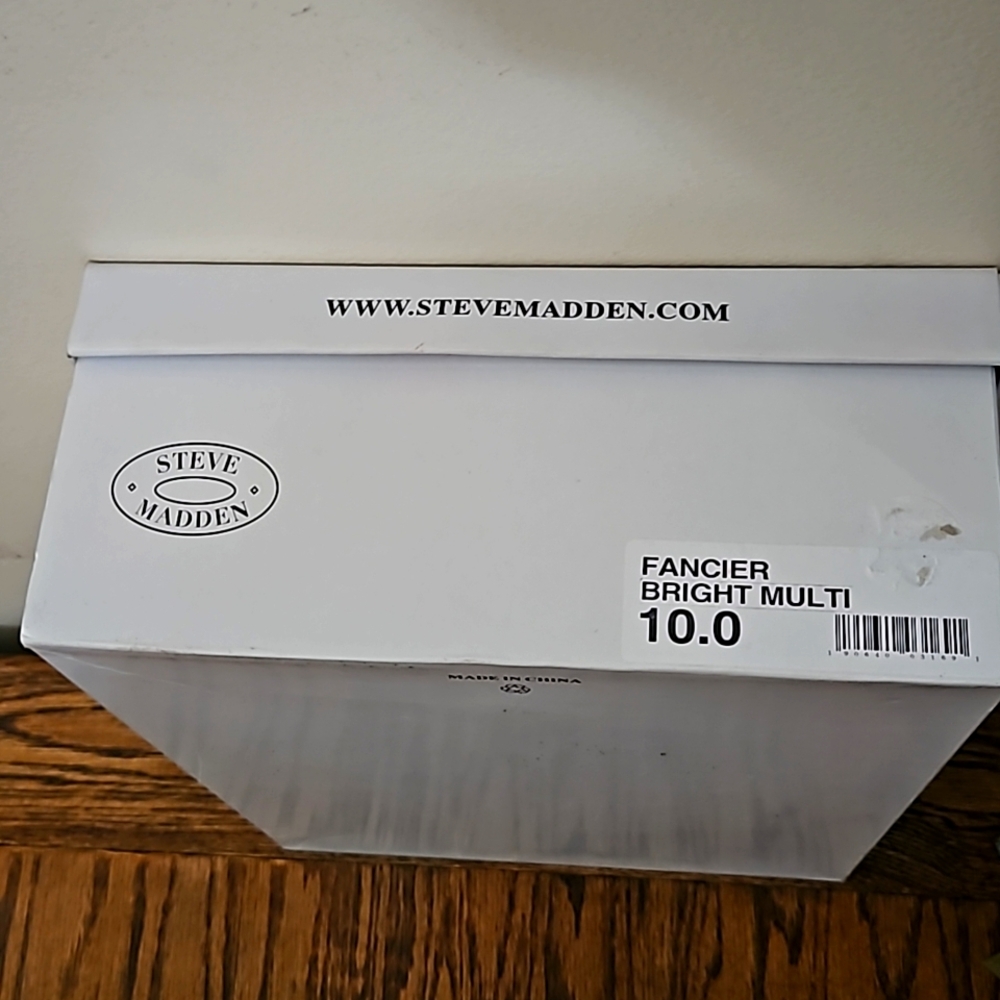 WWW.STEVEMADDEN.COM
STEVE
MADDEN
FANCIER
BRIGHT MULTI
10.0
MADE IN CHINA